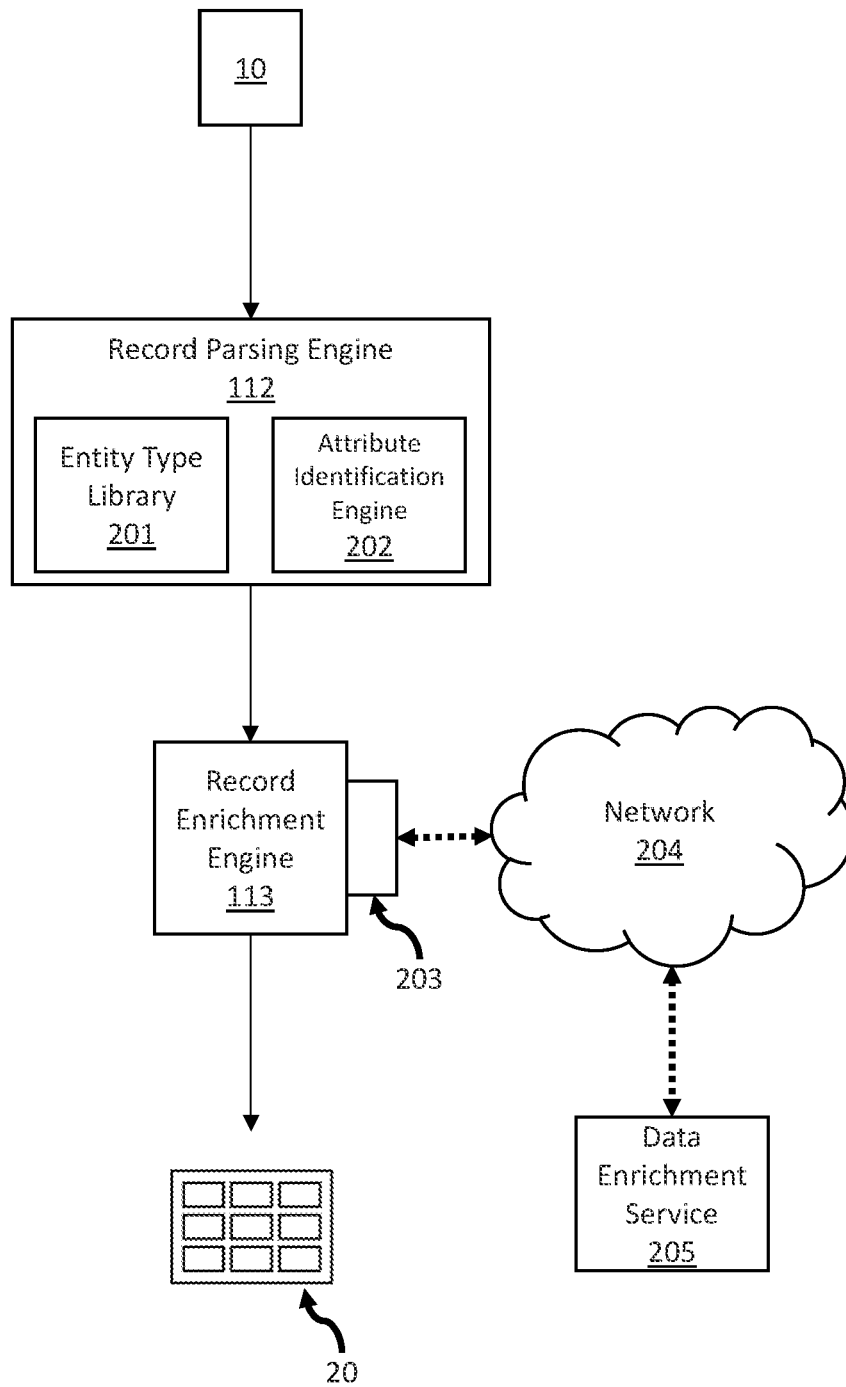 10
Record Parsing Engine
112
Entity Type
Library
201
Attribute
Identification
Engine
202
Record
Enrichment
Engine
113
203
Network
204
Data
Enrichment
Service
205
20